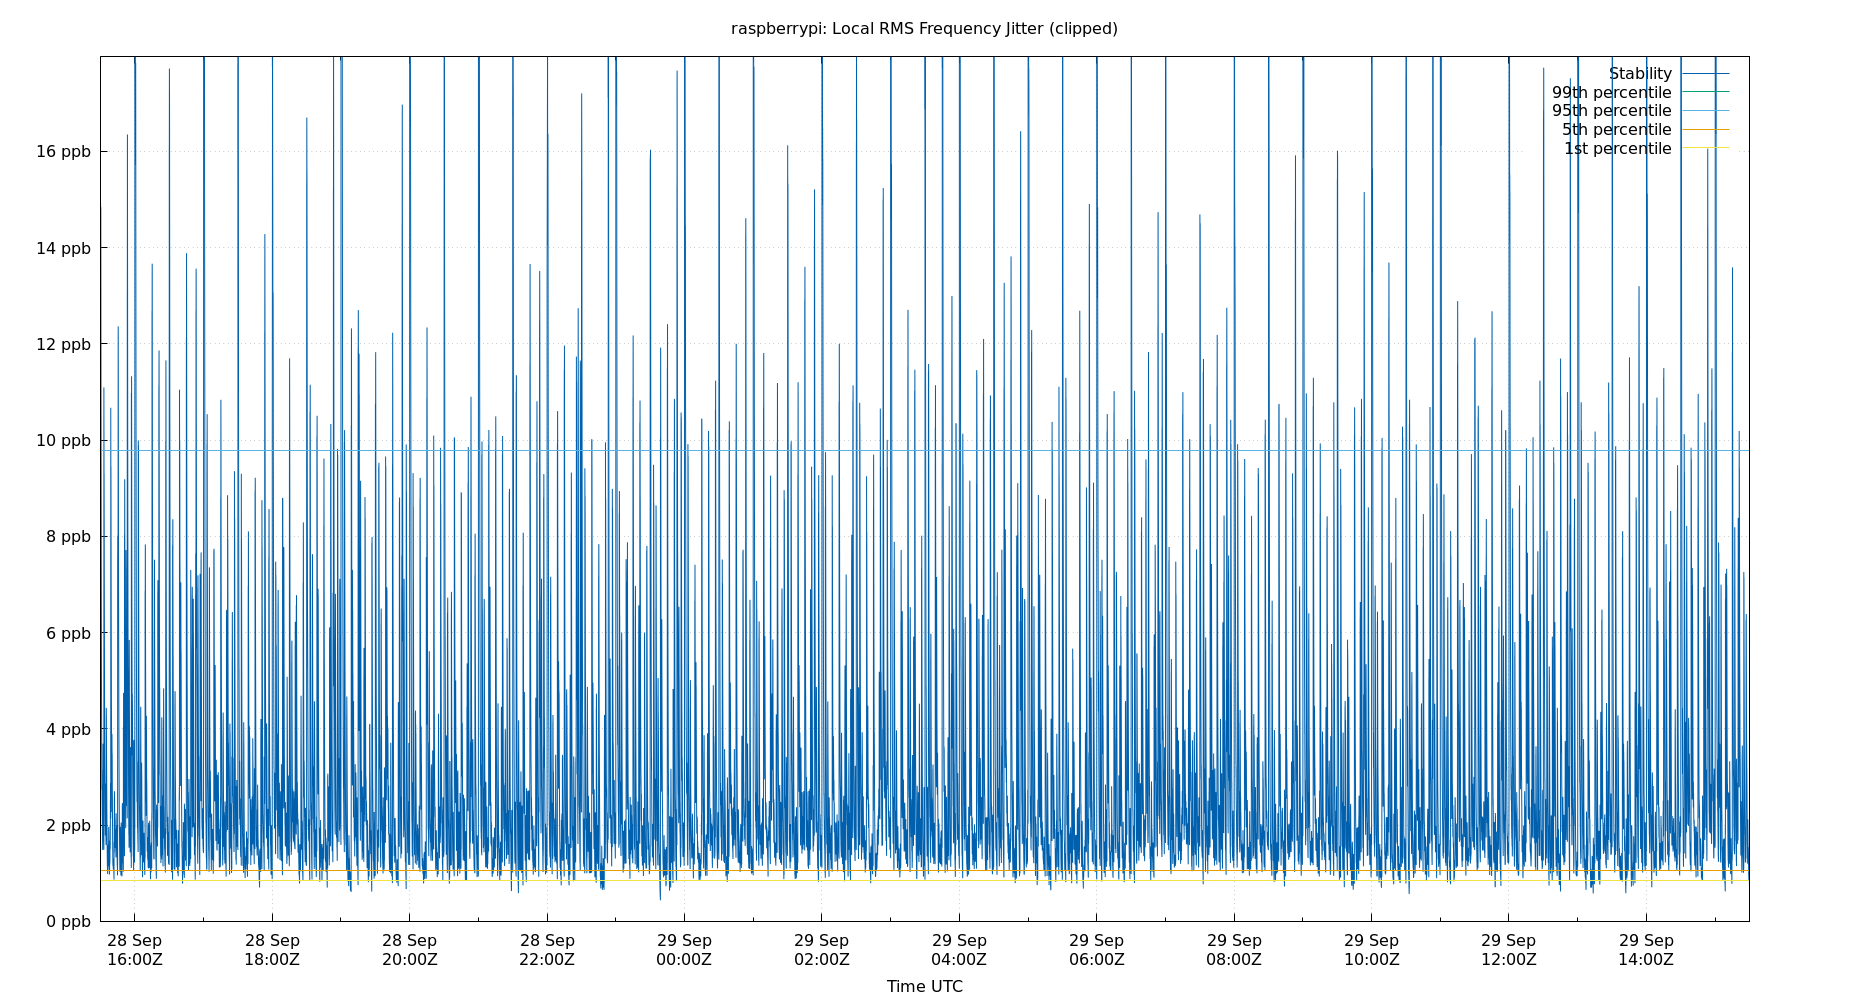 raspberrypi: Local RMS Frequency Jitter (clipped)
Stability
99th percentile
95th percentile
5th percentile
1st percentile
16 ppb
14 ppb
12 ppb
10 ppb
8 ppb
6 ppb
4 ppb
2 ppb
0 ppb
28 Sep 28 Sep 28 Sep 28 Sep 29 Sep 29 Sep 29 Sep 29 Sep 29 Sep 29 Sep 29 Sep 29 Sep
16:00Z 18:00Z 20:00Z 22:00Z 00:00Z 02:00Z 04:00Z 06:00Z 08:00Z 10:00Z 12:00Z 14:00Z
Time UTC